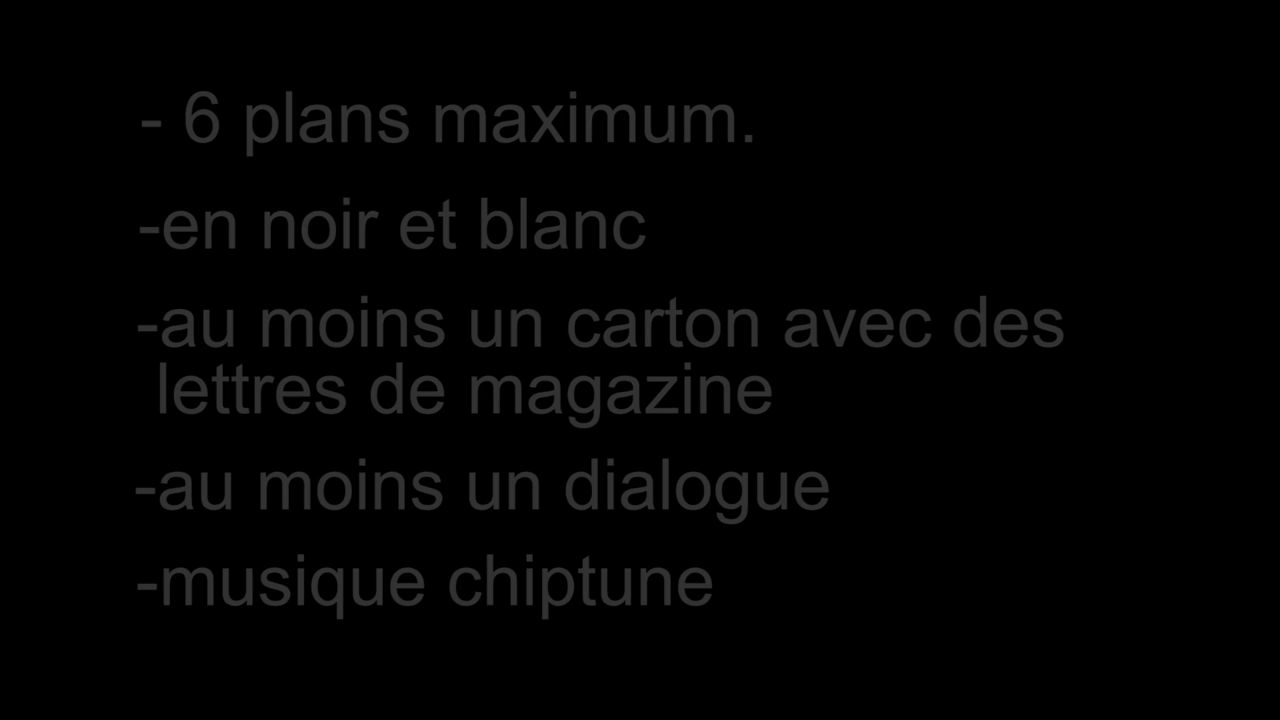 - 6 plans maximum.
-en noir et blanc
-au moins un carton avec des
lettres de magazine
-au moins un dialogue
-musique chiptune